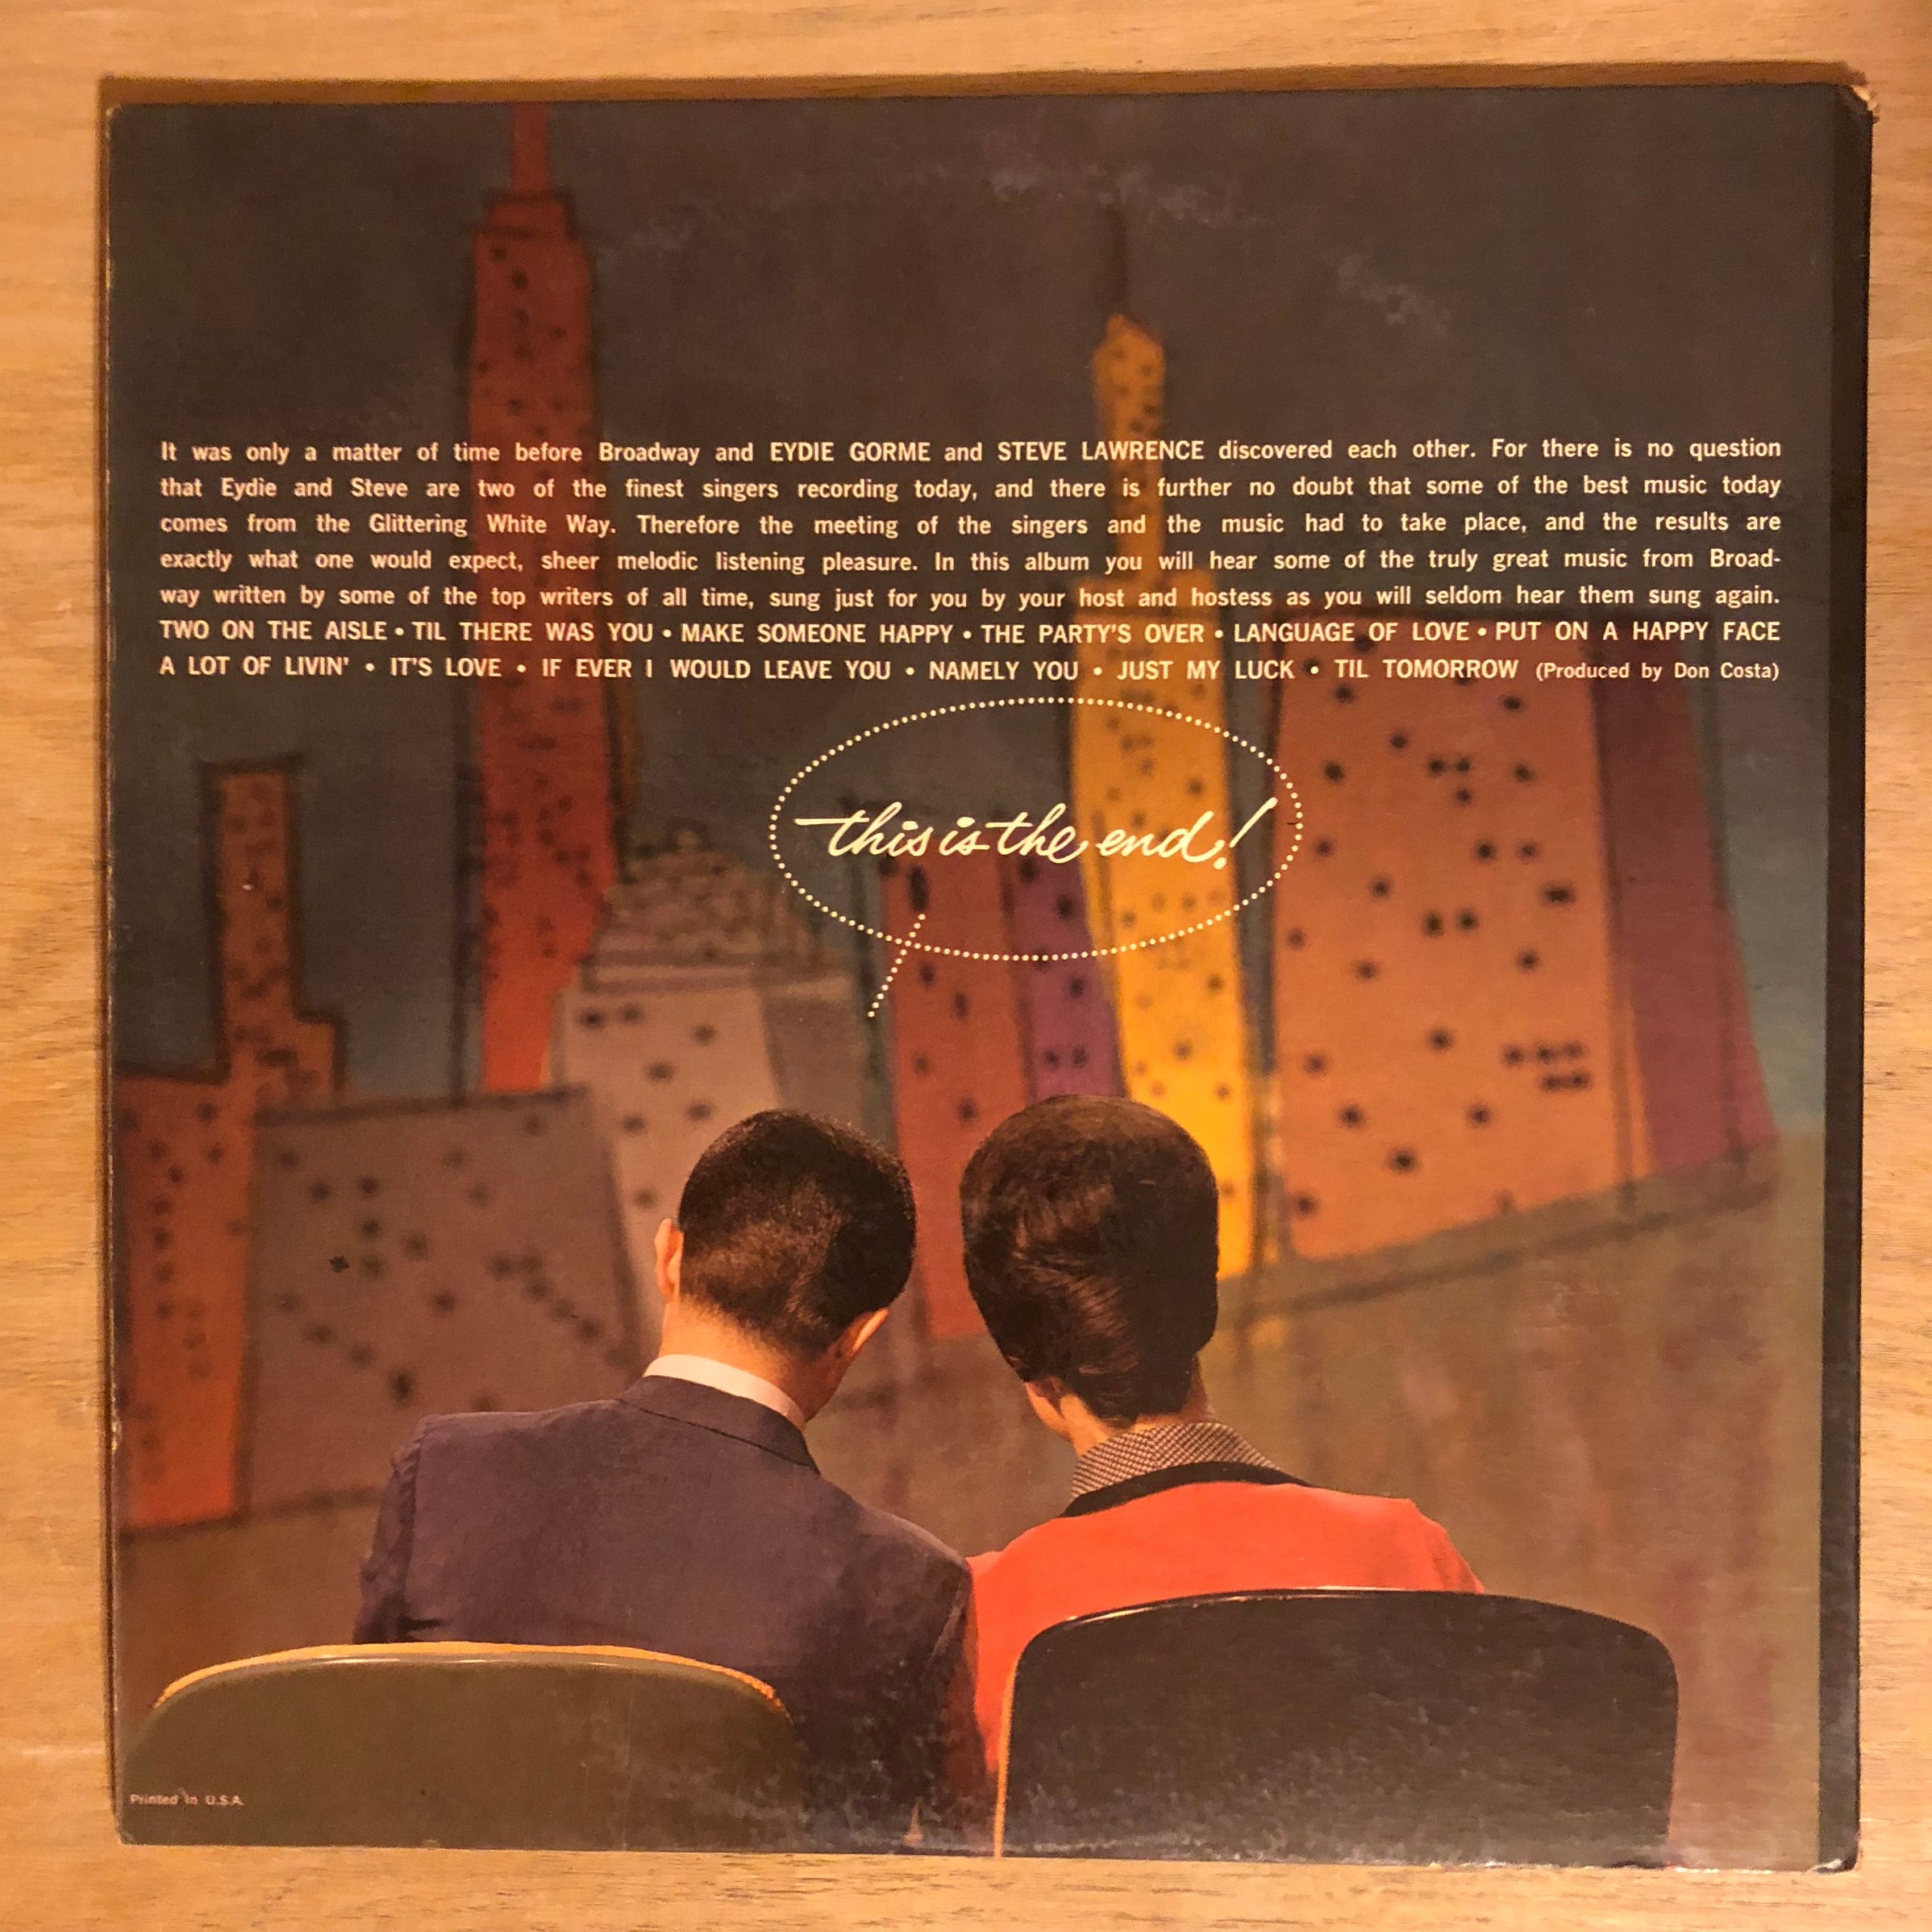 It was only a matter of time before Broadway and EYDIE GORME and STEVE LAWRENCE discovered each other. For there is no question
that Eydie and Steve are two of the finest singers recording today, and there is further no doubt that some of the best music today
comes from the Glittering White Way. Therefore the meeting of the singers and the music had to take place, and the results are
exactly what one would expect, sheer melodic listening pleasure. In this album you will hear some of the truly great music from Broad-
way written by some of the top writers of all time, sung just for you by your host and hostess as you will seldom hear them sung again.
TWO ON THE AISLE • TIL THERE WAS YOU • MAKE SOMEONE HAPPY • THE PARTY'S OVER • LANGUAGE OF LOVE • PUT ON A HAPPY FACE
A LOT OF LIVIN' • IT'S LOVE • IF EVER I WOULD LEAVE YOU • NAMELY YOU • JUST MY LUCK • TIL TOMORROW (Produced by Don Costa)
this is the end!
Printed in U.S.A.